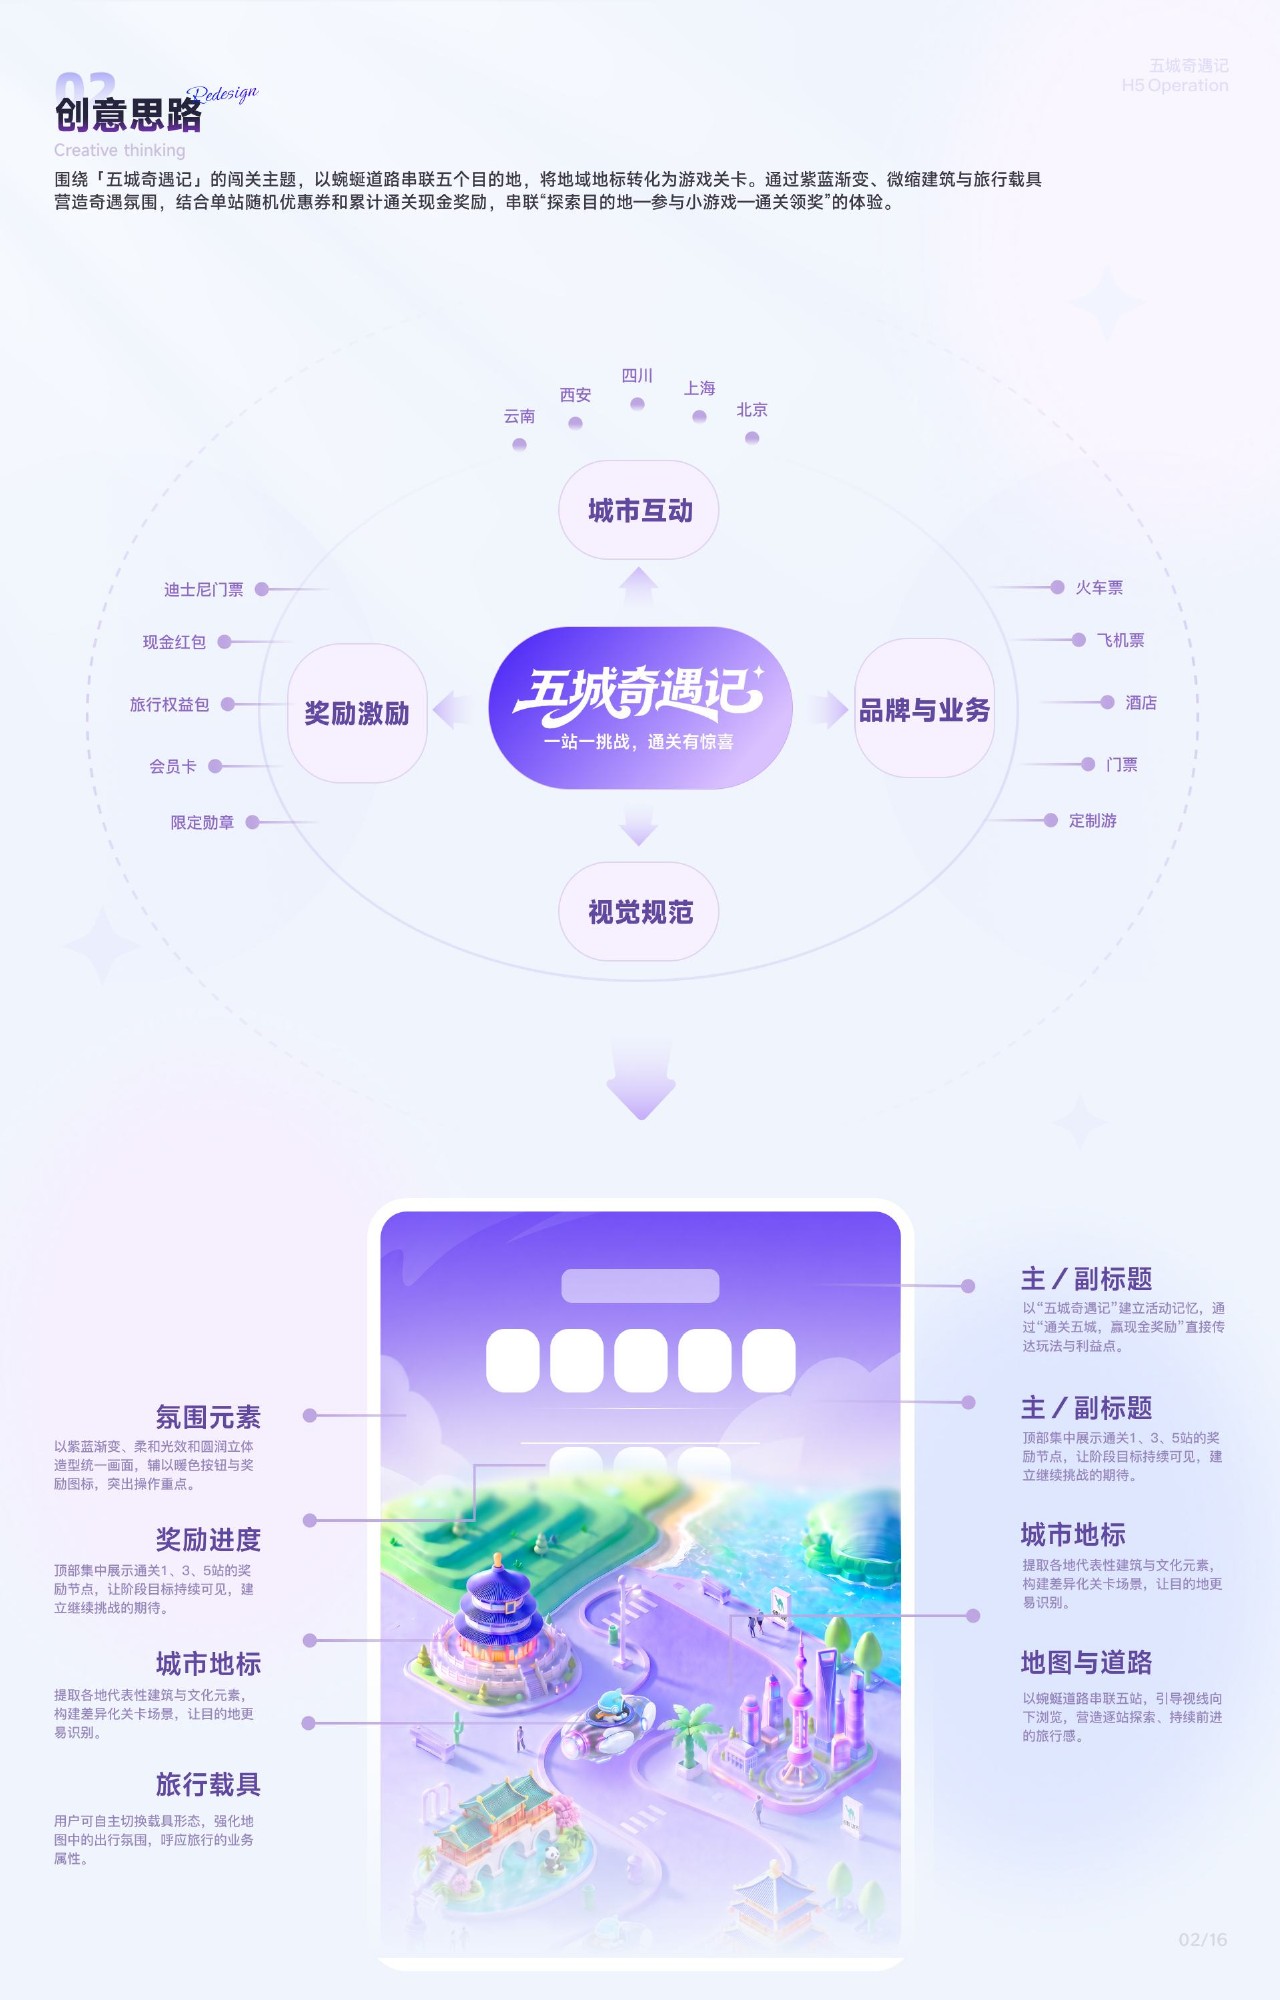 五城奇遇记
H5 Operation
02
Redesign
创意思路
Creative thinking
围绕「五城奇遇记」的闯关主题，以蜿蜒道路串联五个目的地，将地域地标转化为游戏关卡。通过紫蓝渐变、微缩建筑与旅行载具
营造奇遇氛围，结合单站随机优惠券和累计通关现金奖励，串联“探索目的地—参与小游戏—通关领奖”的体验。
云南
西安
四川
上海
北京
城市互动
迪士尼门票
现金红包
旅行权益包
会员卡
限定勋章
奖励激励
五城奇遇记
一站一挑战，通关有惊喜
品牌与业务
火车票
飞机票
酒店
门票
定制游
视觉规范
氛围元素
以紫蓝渐变、柔和光效和圆润立体
造型统一画面，辅以暖色按钮与奖
励图标，突出操作重点。
奖励进度
顶部集中展示通关1、3、5站的奖
励节点，让阶段目标持续可见，建
立继续挑战的期待。
城市地标
提取各地代表性建筑与文化元素，
构建差异化关卡场景，让目的地更
易识别。
旅行载具
用户可自主切换载具形态，强化地
图中的出行氛围，呼应旅行的业务
属性。
主／副标题
以“五城奇遇记”建立活动记忆，通
过“通关五城，赢现金奖励”直接传
达玩法与利益点。
主／副标题
顶部集中展示通关1、3、5站的奖
励节点，让阶段目标持续可见，建
立继续挑战的期待。
城市地标
提取各地代表性建筑与文化元素，
构建差异化关卡场景，让目的地更
易识别。
地图与道路
以蜿蜒道路串联五站，引导视线向
下浏览，营造逐站探索、持续前进
的旅行感。
02/16